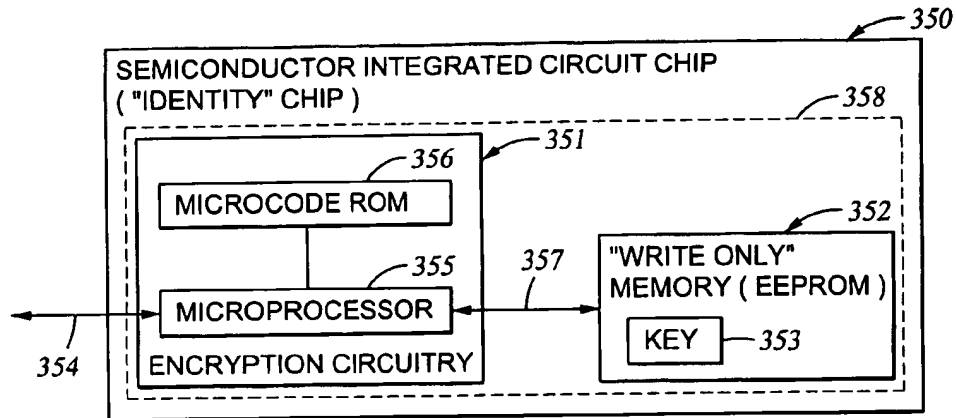 350
SEMICONDUCTOR INTEGRATED CIRCUIT CHIP
( "IDENTITY" CHIP )
358
351
356
MICROCODE ROM
352
355
357
"WRITE ONLY"
MEMORY ( EEPROM )
MICROPROCESSOR
KEY
353
354
ENCRYPTION CIRCUITRY